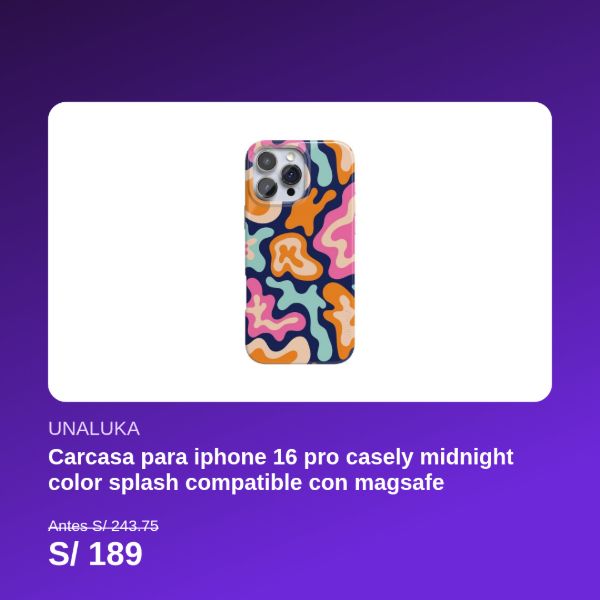 UNALUKA
Carcasa para iphone 16 pro casely midnight
color splash compatible con magsafe
Antes S/ 243.75
S/ 189